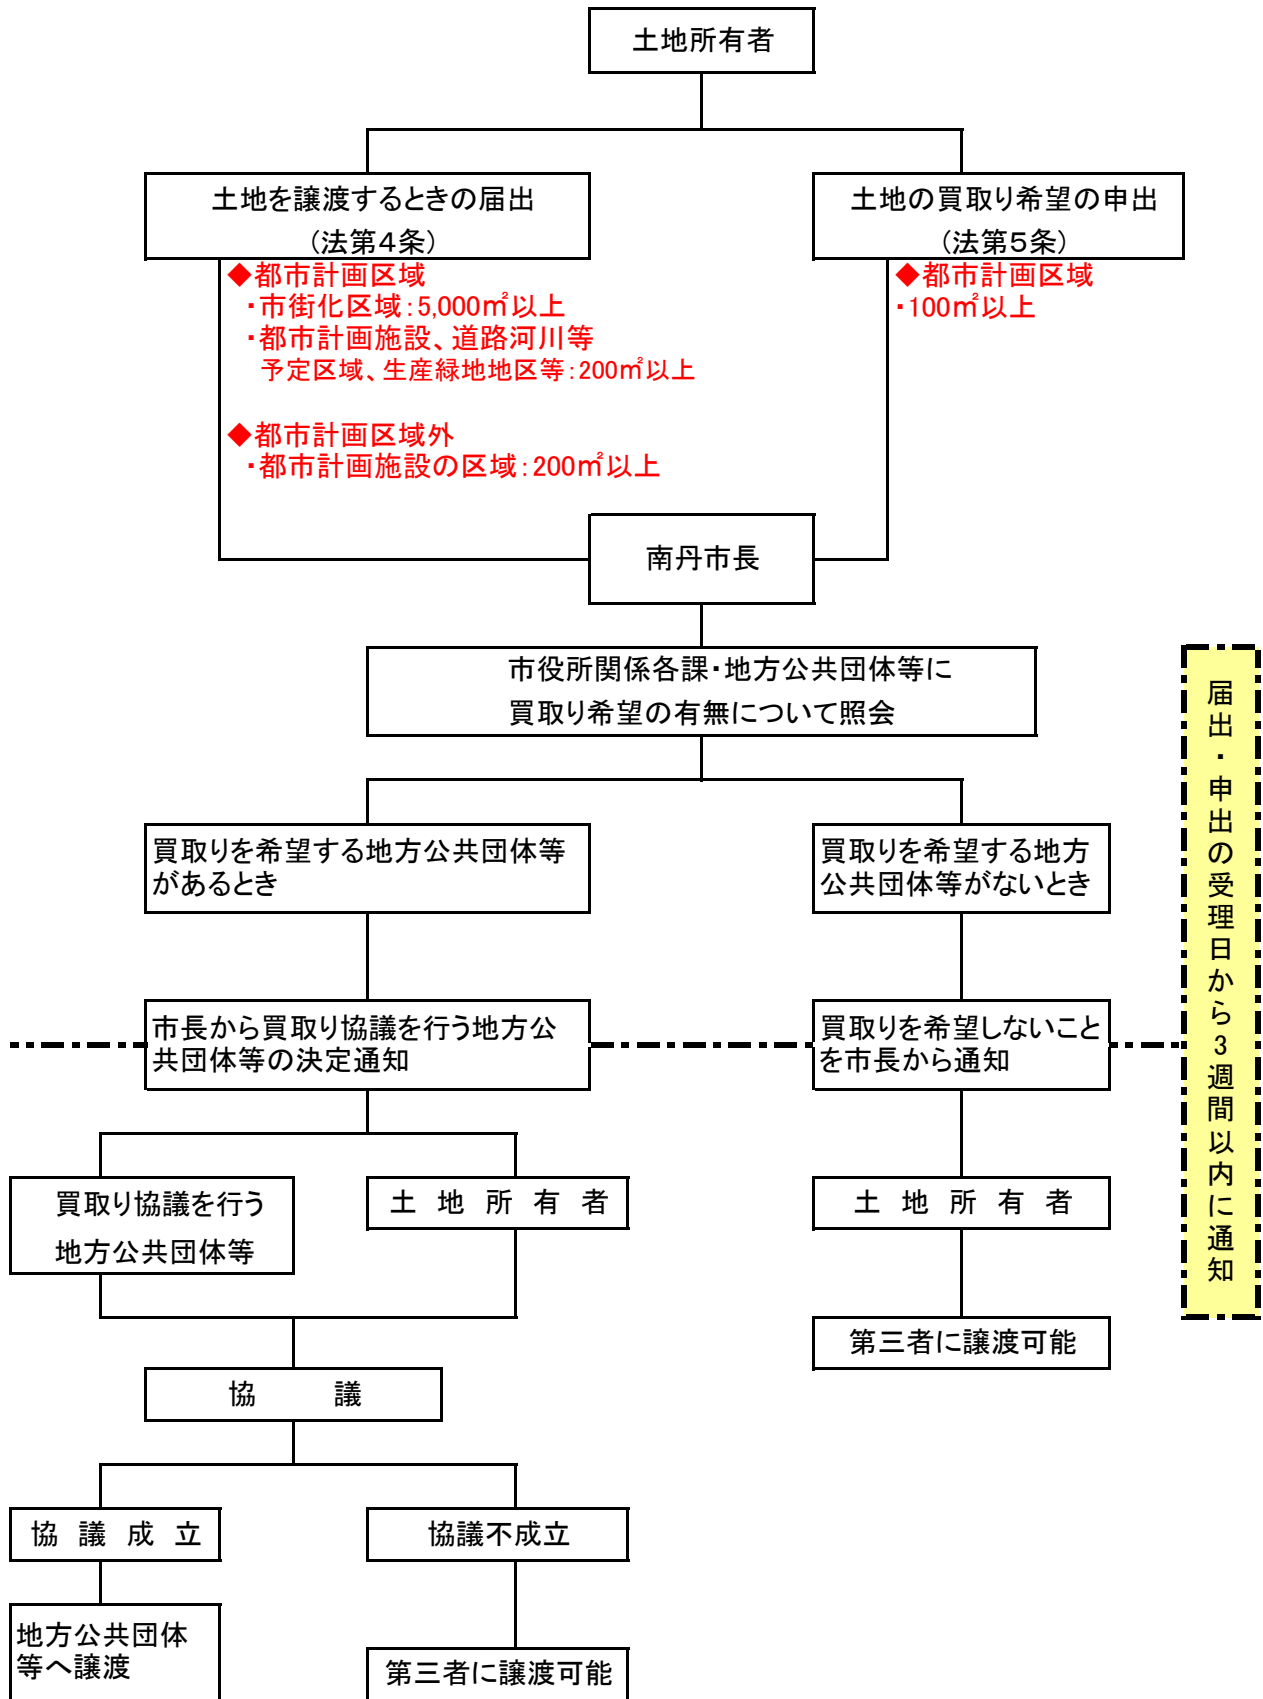 土地所有者
土地を譲渡するときの届出
(法第4条)
土地の買取り希望の申出
(法第5条)
◆都市計画区域
・市街化区域:5,000㎡以上
・都市計画施設、道路河川等
予定区域、生産緑地地区等:200㎡以上
◆都市計画区域外
・都市計画施設の区域:200㎡以上
◆都市計画区域
・100㎡以上
南丹市長
市役所関係各課・地方公共団体等に
買取り希望の有無について照会
買取りを希望する地方公共団体等
があるとき
買取りを希望する地方
公共団体等がないとき
市長から買取り協議を行う地方公
共団体等の決定通知
買取りを希望しないこと
を市長から通知
届出・申出の受理日から3週間以内に通知
買取り協議を行う
地方公共団体等
土地所有者
土地所有者
第三者に譲渡可能
協議
協議成立
協議不成立
地方公共団体
等へ譲渡
第三者に譲渡可能